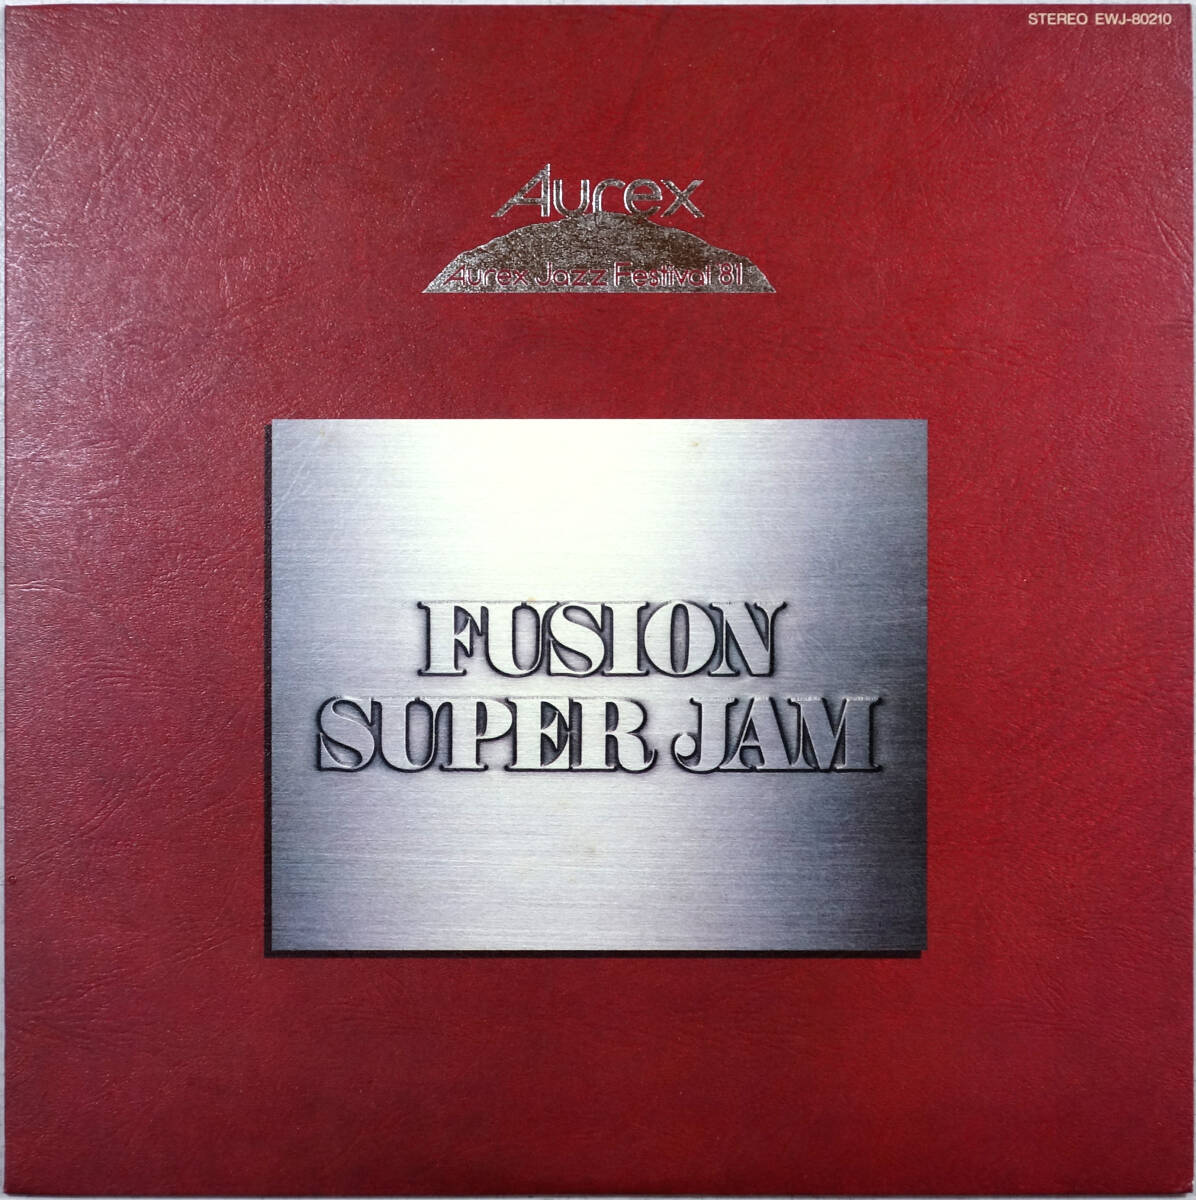 STEREO EWJ-80210
Aurex
Aurex Jazz Festival 81
FUSION
SUPER JAM